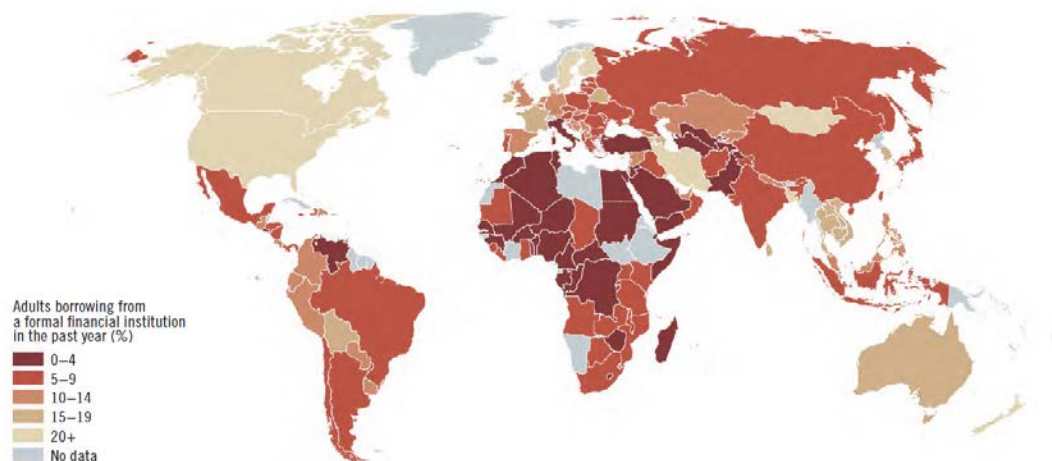 Adults borrowing from
a formal financial institution
in the past year (%)
0–4
5–9
10–14
15–19
20+
No data